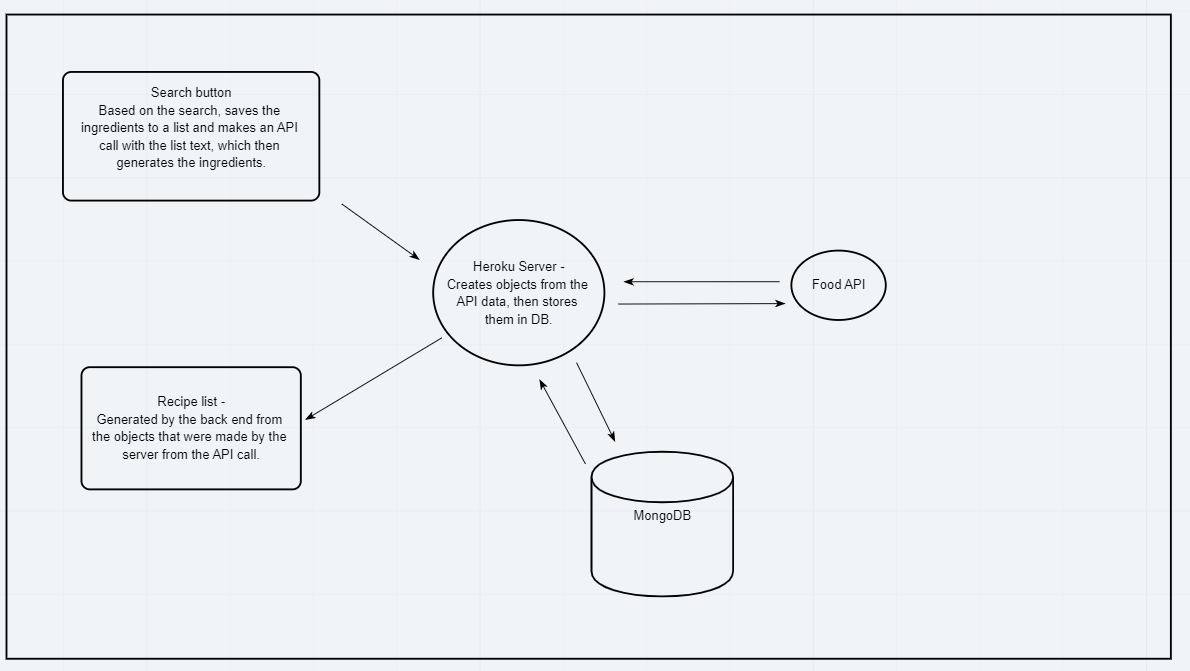 Search button
Based on the search, saves the
ingredients to a list and makes an API
call with the list text, which then
generates the ingredients.
Heroku Server -
Creates objects from the
API data, then stores
them in DB.
Food API
Recipe list -
Generated by the back end from
the objects that were made by the
server from the API call.
MongoDB